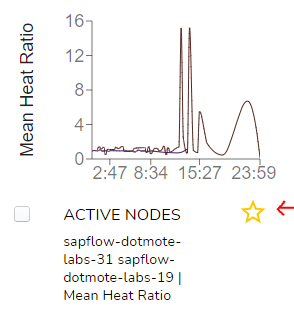 Mean Heat Ratio
16
12
8
4
0
2:47 8:34 15:27 23:59
ACTIVE NODES
sapflow-dotmote-
labs-31 sapflow-
dotmote-labs-19 |
Mean Heat Ratio